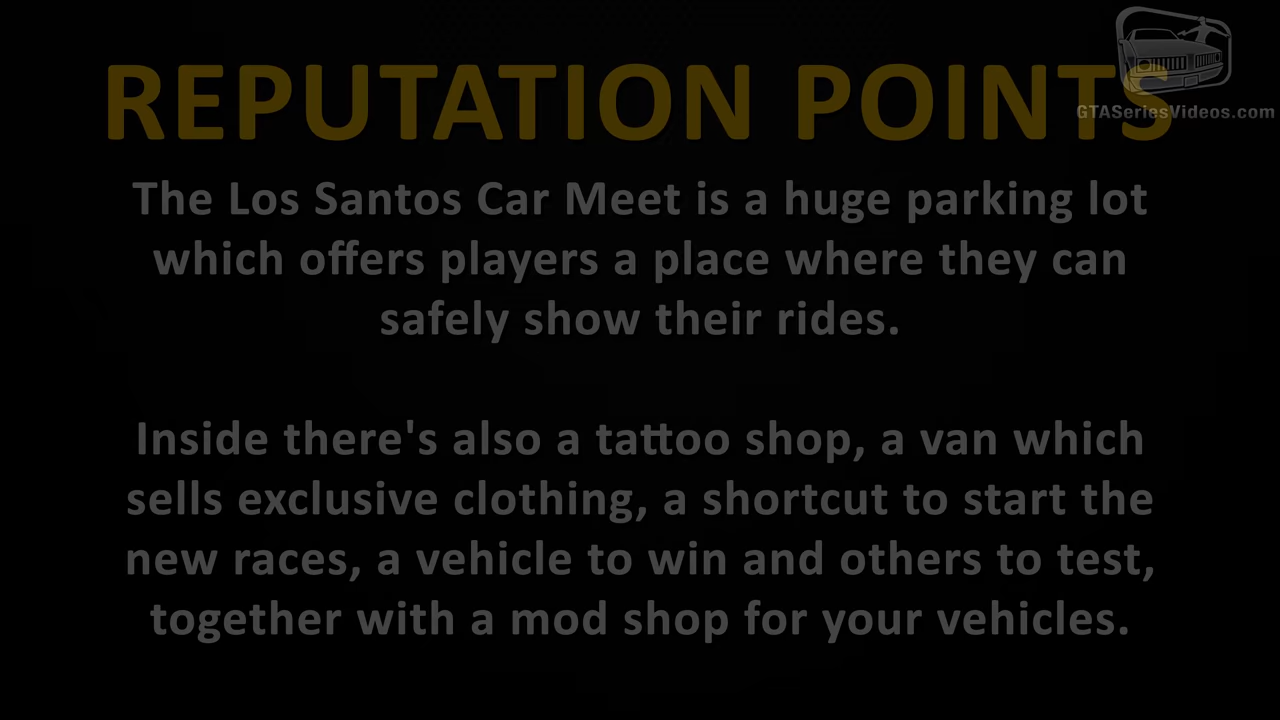 REPUTATION POINTS
GTASeriesVideos.com
The Los Santos Car Meet is a huge parking lot
which offers players a place where they can
safely show their rides.
Inside there's also a tattoo shop, a van which
sells exclusive clothing, a shortcut to start the
new races, a vehicle to win and others to test,
together with a mod shop for your vehicles.